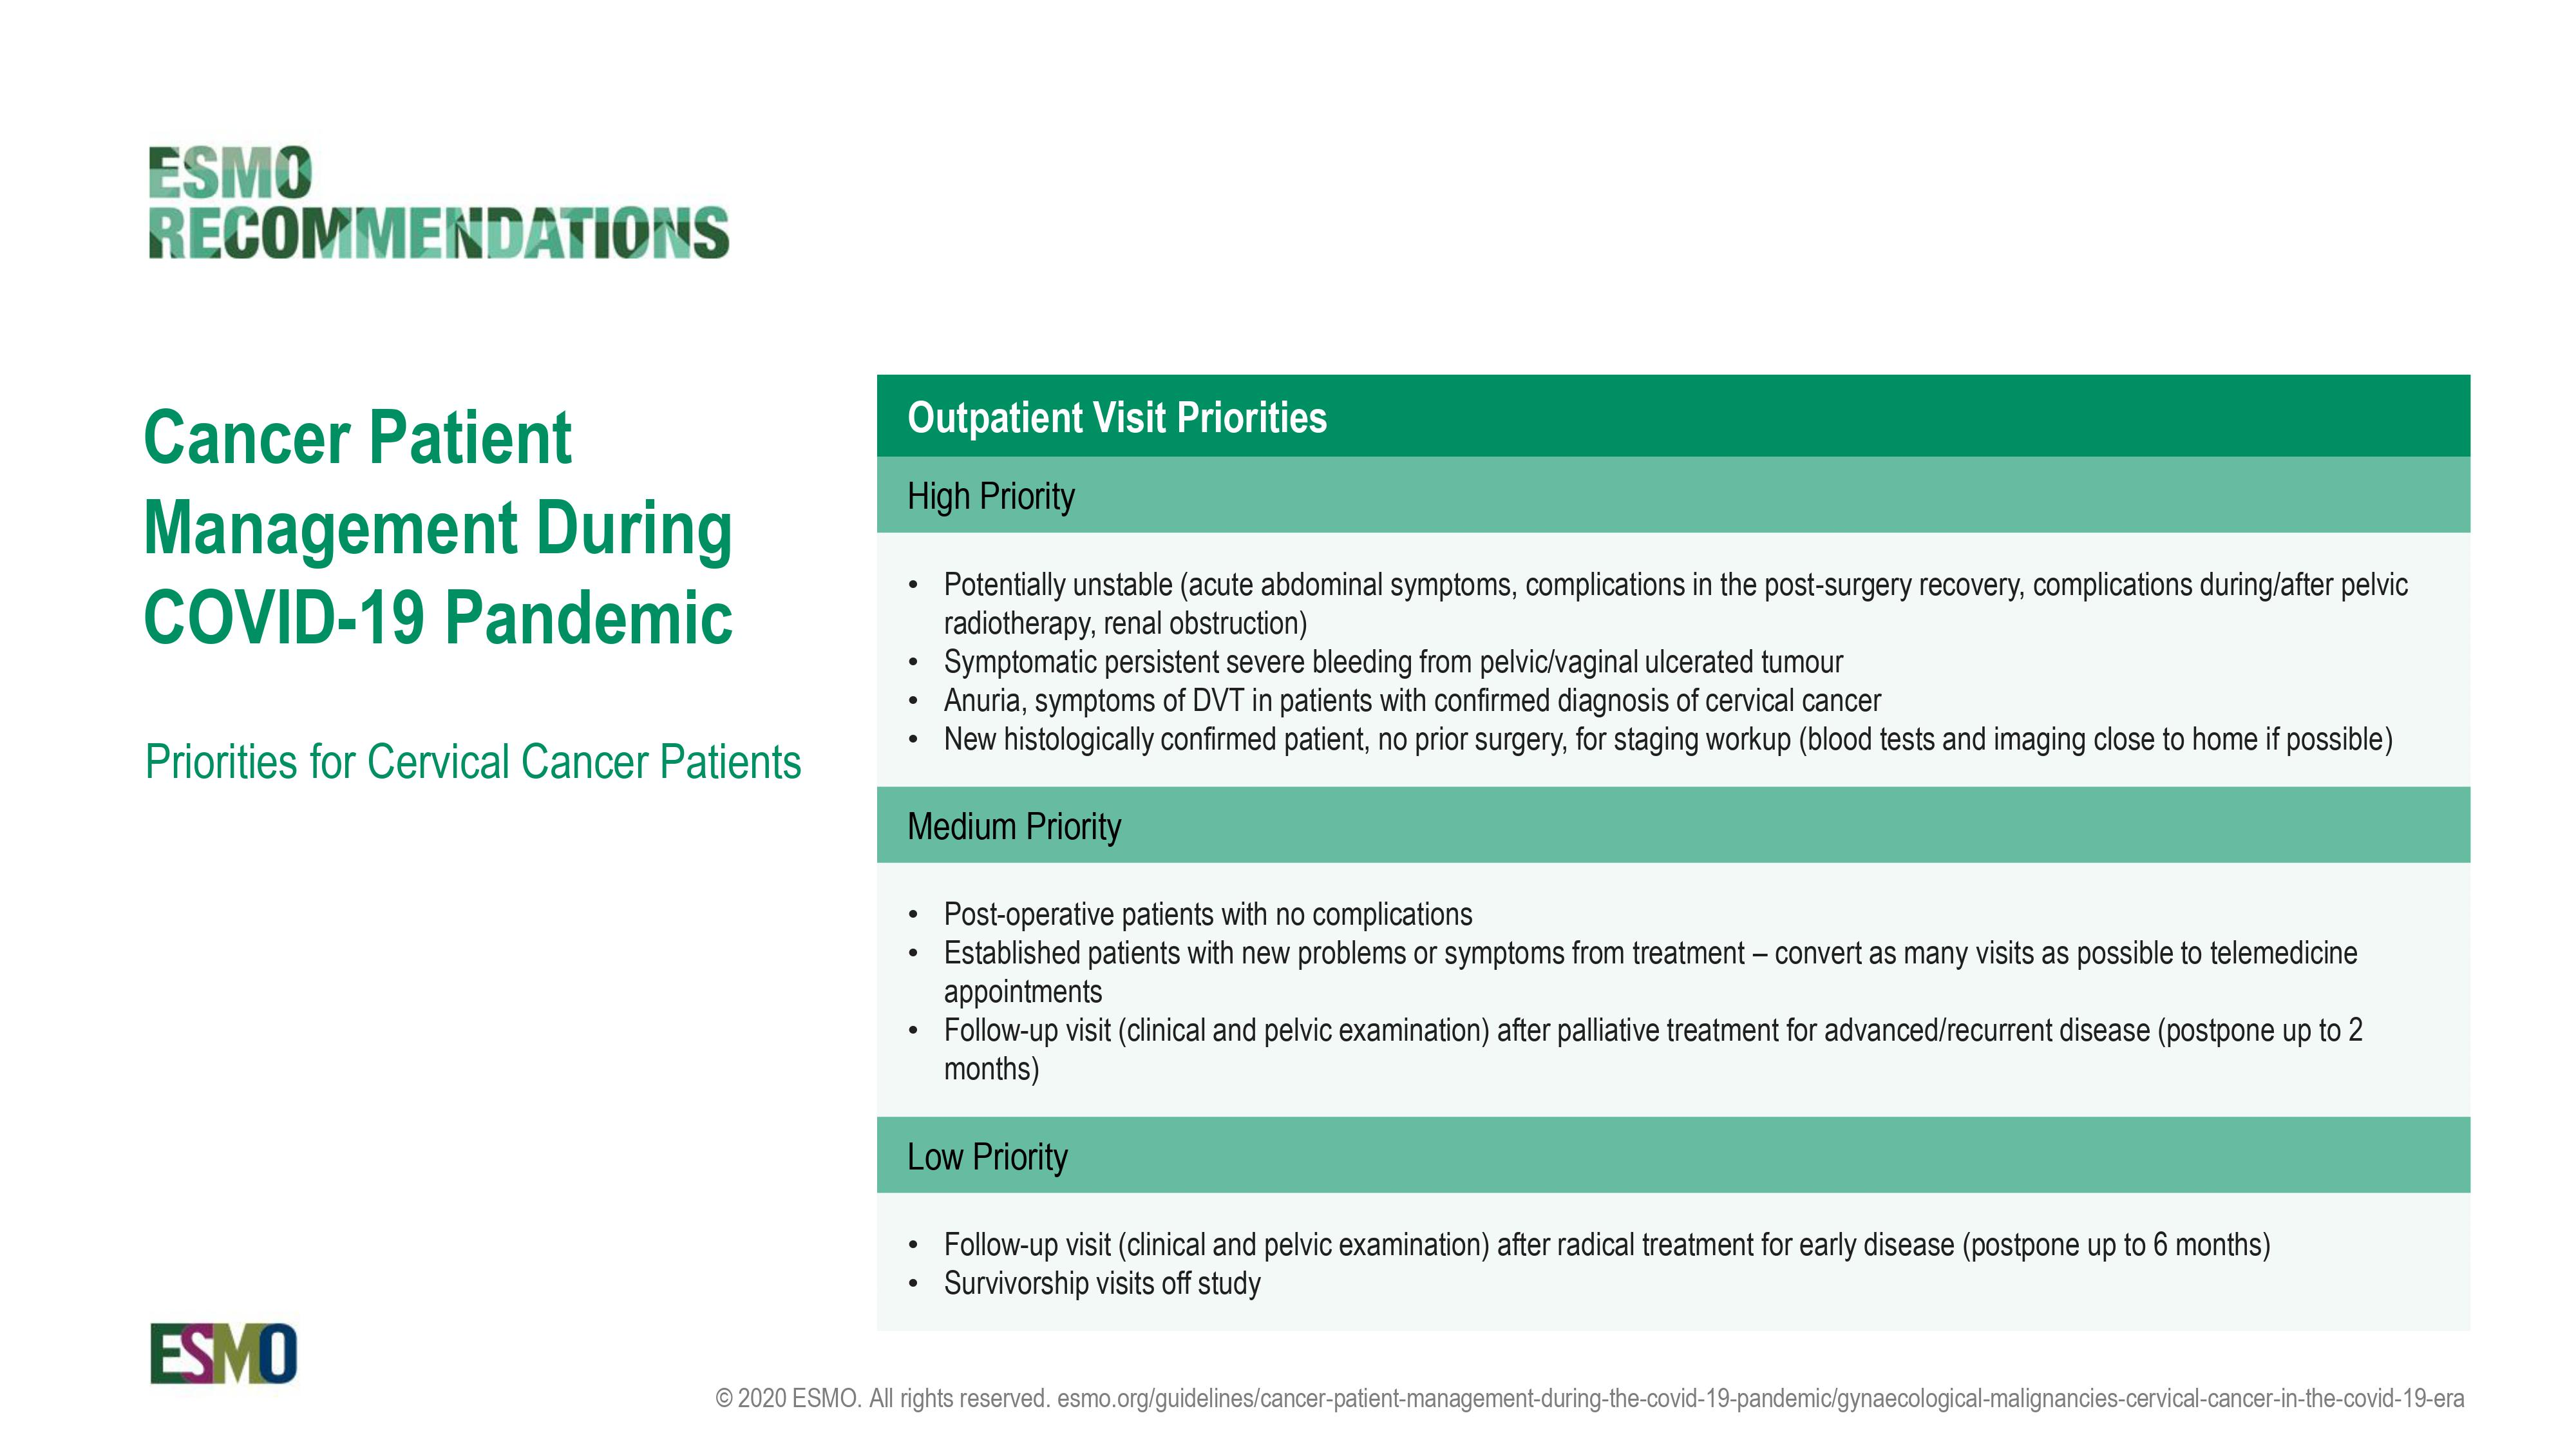 ESMO
RECOMMENDATIONS
Cancer Patient
Management During
COVID-19 Pandemic
Priorities for Cervical Cancer Patients
Outpatient Visit Priorities
High Priority
• Potentially unstable (acute abdominal symptoms, complications in the post-surgery recovery, complications during/after pelvic
radiotherapy, renal obstruction)
• Symptomatic persistent severe bleeding from pelvic/vaginal ulcerated tumour
• Anuria, symptoms of DVT in patients with confirmed diagnosis of cervical cancer
• New histologically confirmed patient, no prior surgery, for staging workup (blood tests and imaging close to home if possible)
Medium Priority
• Post-operative patients with no complications
• Established patients with new problems or symptoms from treatment – convert as many visits as possible to telemedicine
appointments
• Follow-up visit (clinical and pelvic examination) after palliative treatment for advanced/recurrent disease (postpone up to 2
months)
Low Priority
• Follow-up visit (clinical and pelvic examination) after radical treatment for early disease (postpone up to 6 months)
• Survivorship visits off study
ESMO
© 2020 ESMO. All rights reserved. esmo.org/guidelines/cancer-patient-management-during-the-covid-19-pandemic/gynaecological-malignancies-cervical-cancer-in-the-covid-19-era